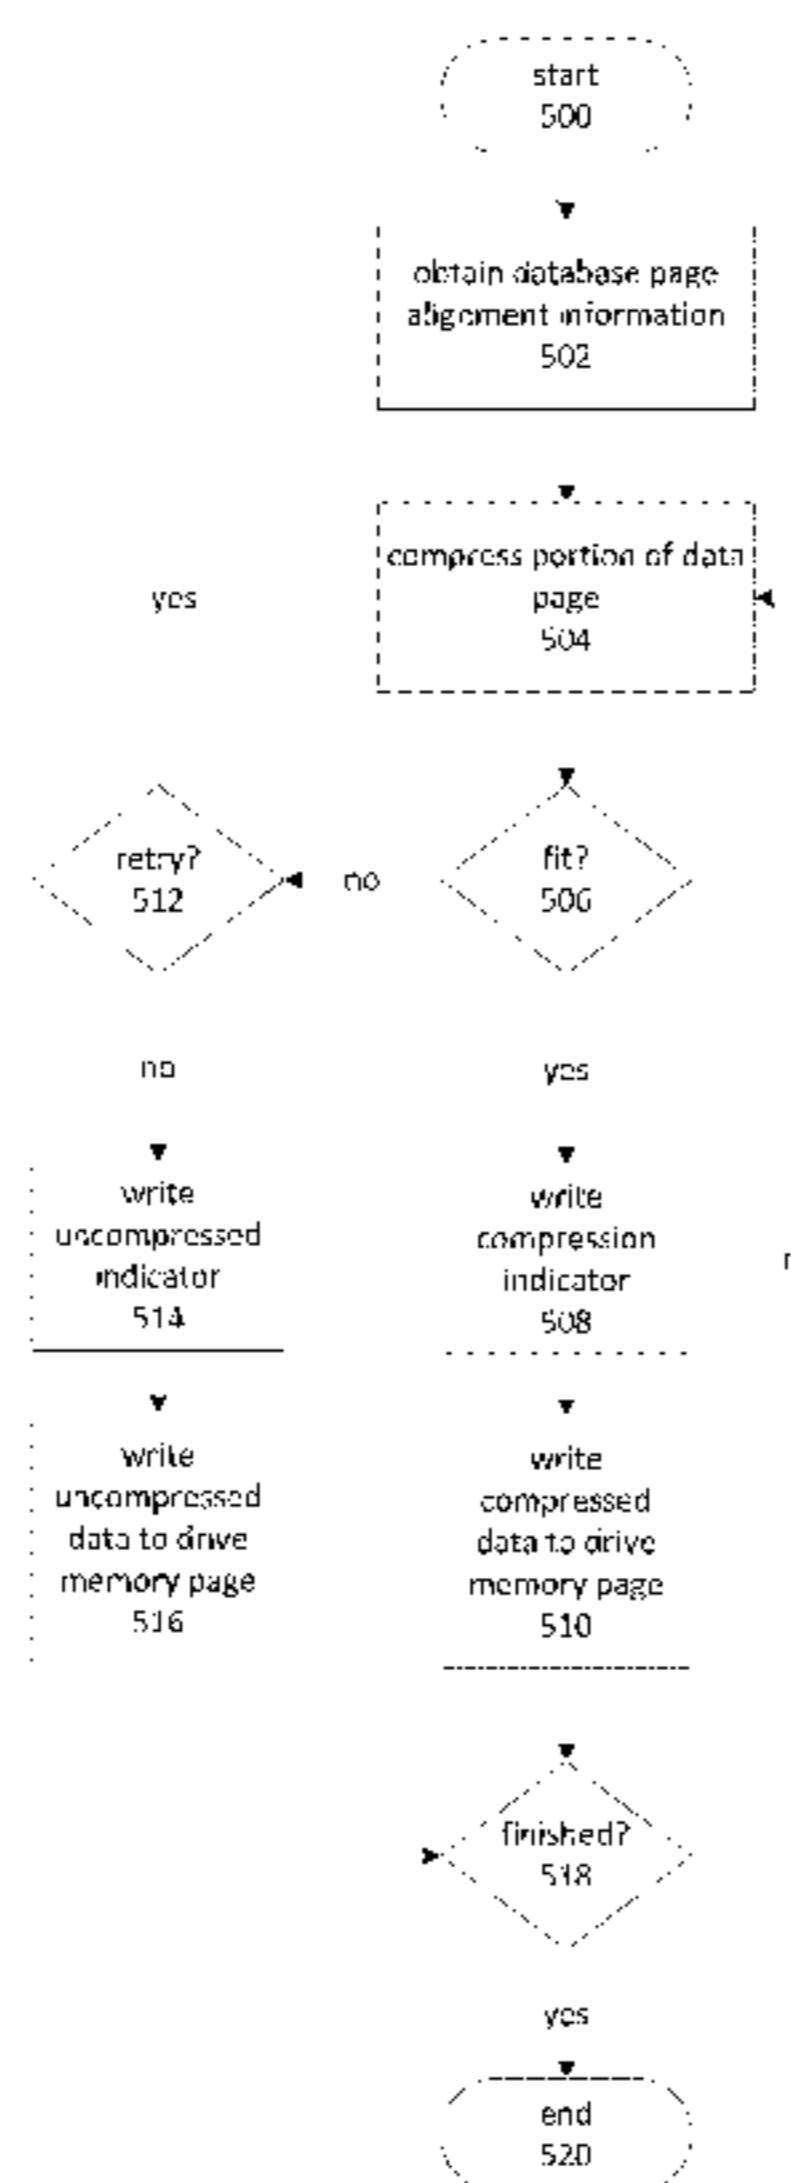 start
500
obtain database page
alignment information
502
compress portion of data
page
504
yes
retry?
512
no
fit?
506
no
yes
write
uncompressed
indicator
514
write
compression
indicator
508
write
uncompressed
data to drive
memory page
516
write
compressed
data to drive
memory page
510
finished?
518
yes
end
520